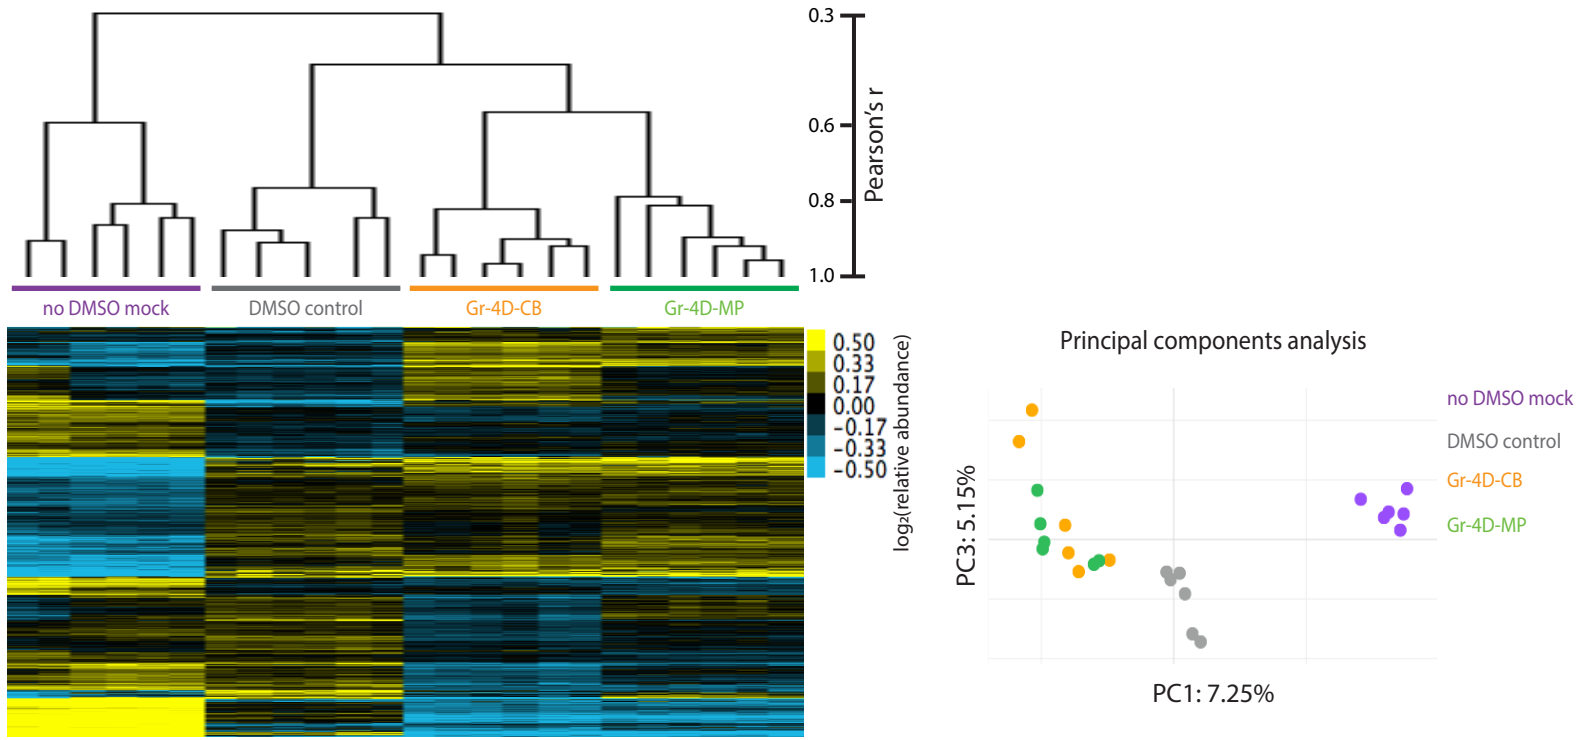 0.3
0.6
0.8
1.0
Pearson's r
no DMSO mock
DMSO control
Gr-4D-CB
Gr-4D-MP
0.50
0.33
0.17
0.00
-0.17
-0.33
-0.50
log₂(relative abundance)
Principal components analysis
PC3: 5.15%
PC1: 7.25%
no DMSO mock
DMSO control
Gr-4D-CB
Gr-4D-MP